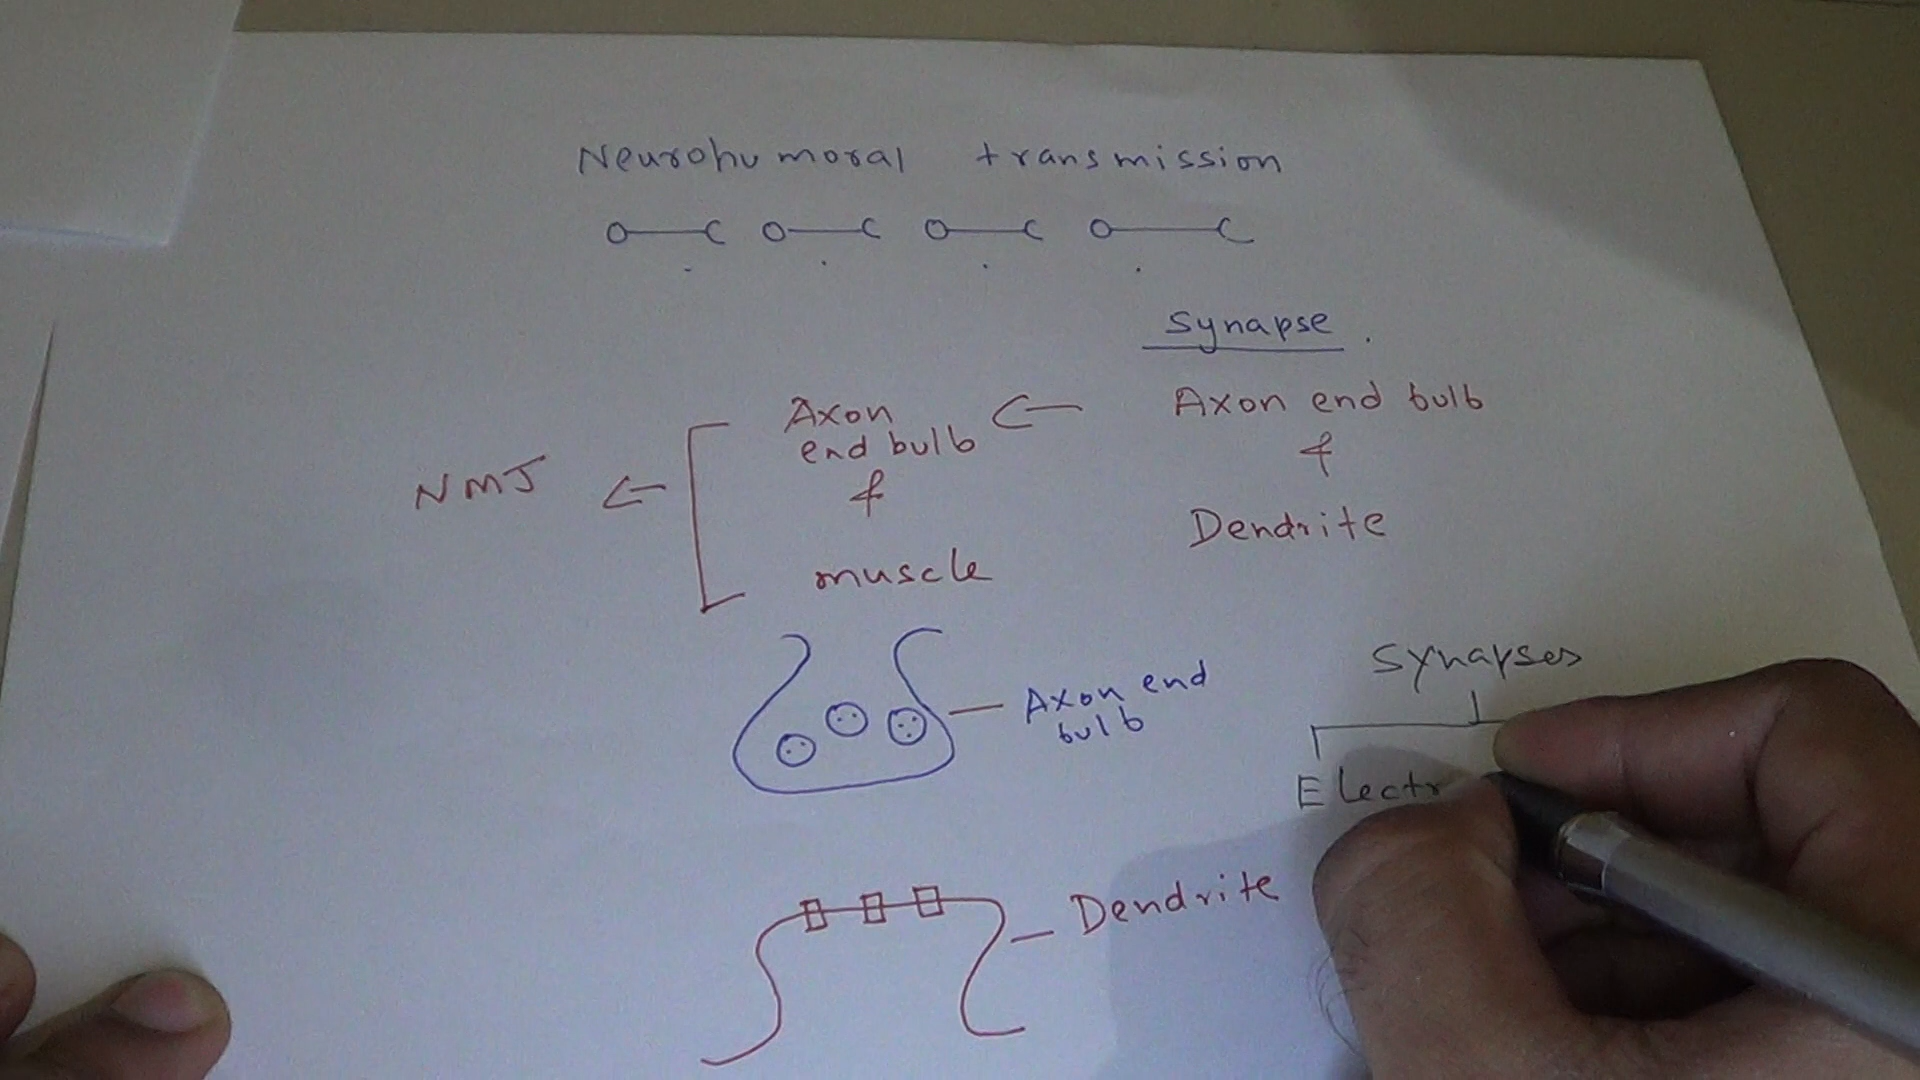 Neurohumoral transmission
Synapse.
Axon end bulb
&
Dendrite
Axon
end bulb
&
muscle
NMJ
Axon end
bulb
Synapses
Electr
Dendrite